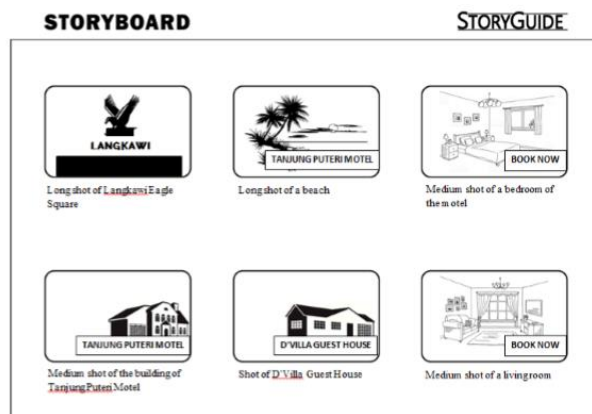 STORYBOARD
STORYGUIDE
LANGKAWI
TANJUNG PUTERI MOTEL
BOOK NOW
Long shot of Langkawi Eagle
Square
Long shot of a beach
Medium shot of a bedroom of
the motel
TANJUNG PUTERI MOTEL
D'VILLA GUEST HOUSE
BOOK NOW
Medium shot of the building of
Tanjung Puteri Motel
Shot of D'Villa Guest House
Medium shot of a living room